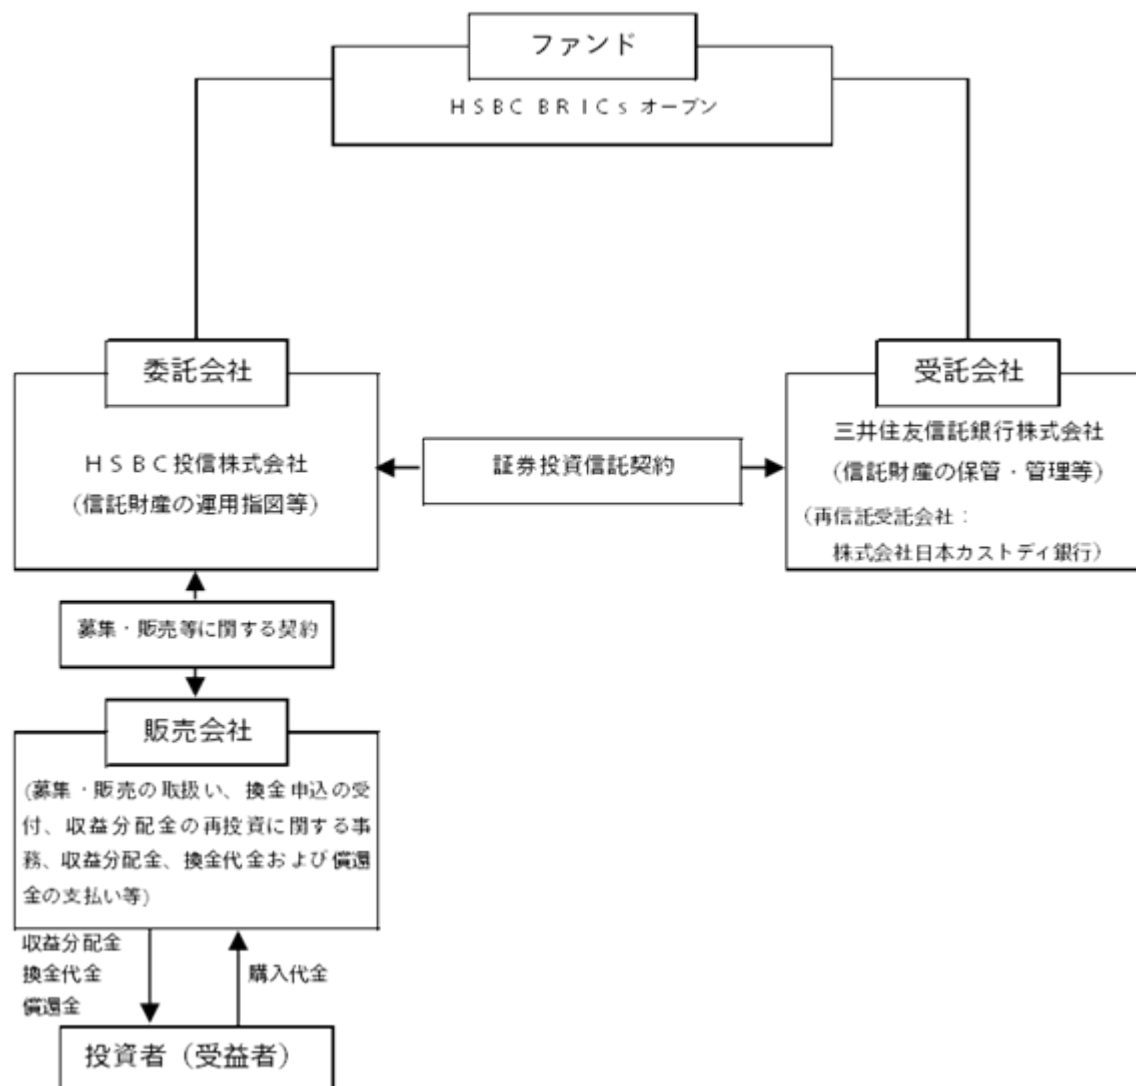 ファンド
HSBC BRICs オープン
委託会社
HSBC投信株式会社
(信託財産の運用指図等)
証券投資信託契約
受託会社
三井住友信託銀行株式会社
(信託財産の保管・管理等)
(再信託受託会社:
株式会社日本カストディ銀行)
募集・販売等に関する契約
販売会社
(募集・販売の取扱い、換金申込の受
付、収益分配金の再投資に関する事
務、収益分配金、換金代金および償還
金の支払い等)
収益分配金
換金代金
償還金
購入代金
投資者(受益者)